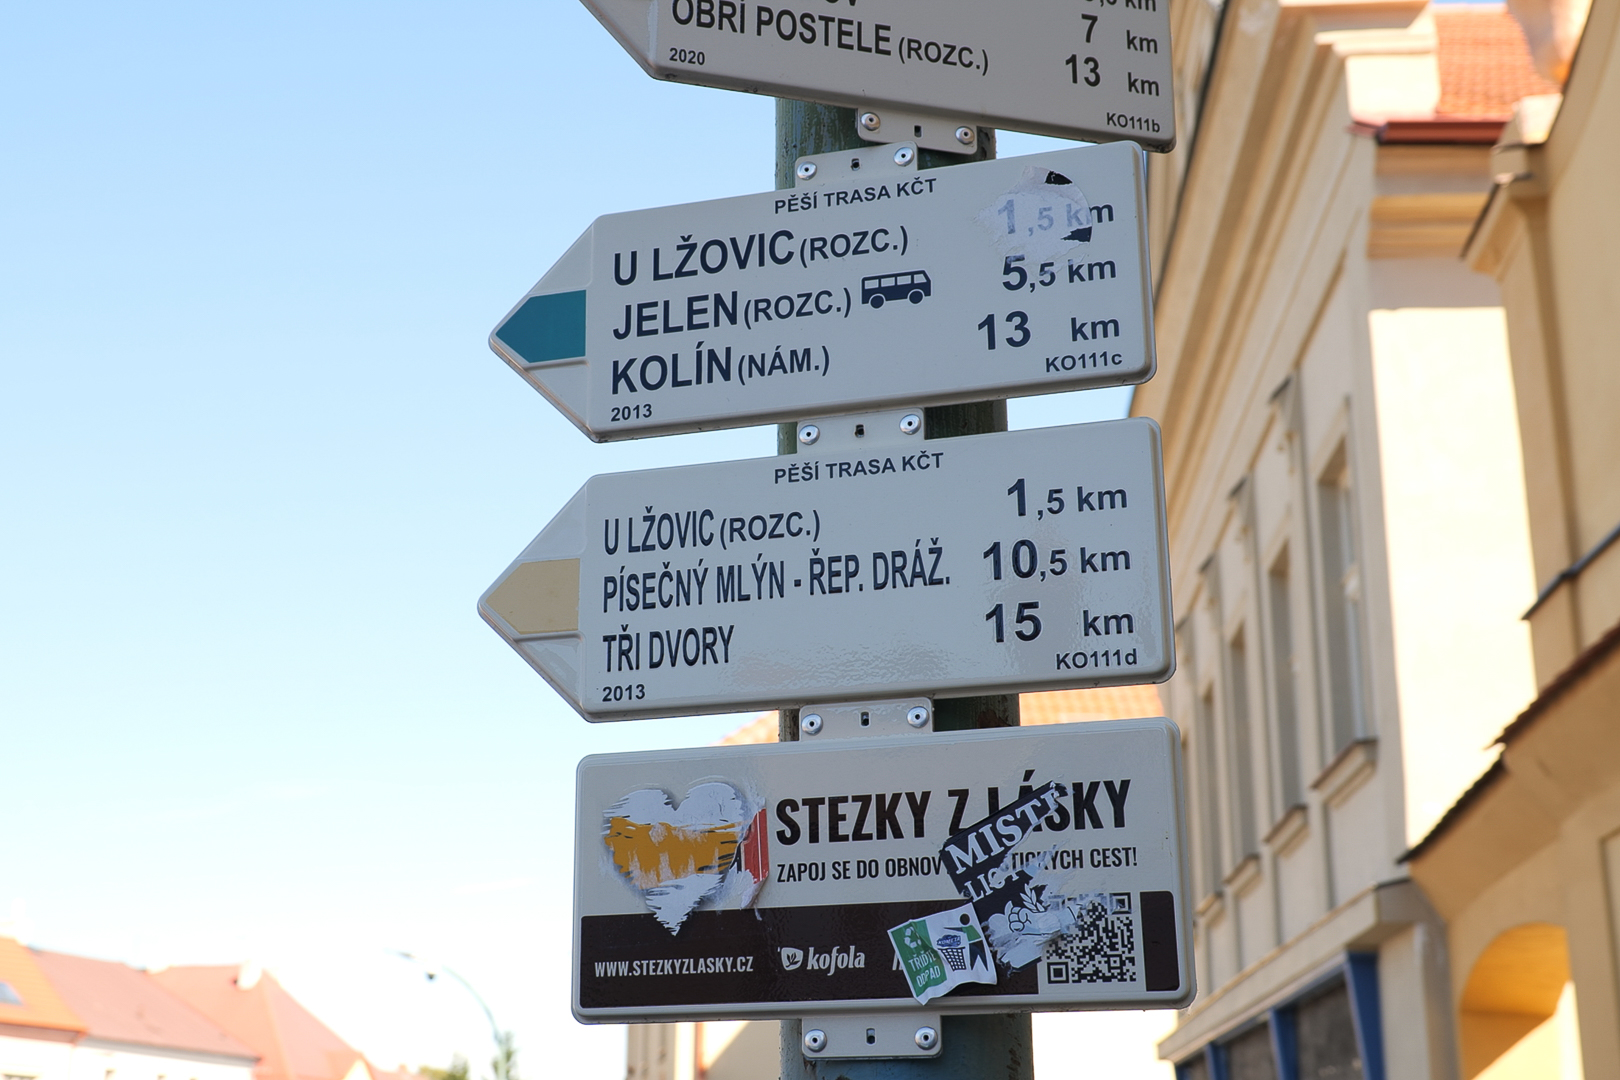 OBŘÍ POSTELE (ROZC.)
7 km
13 km
2020
KO111b
PĚŠÍ TRASA KČT
U LŽOVIC (ROZC.) 1,5 km
JELEN (ROZC.) 5,5 km
KOLÍN (NÁM.) 13 km
2013
KO111c
PĚŠÍ TRASA KČT
U LŽOVIC (ROZC.) 1,5 km
PÍSEČNÝ MLÝN - ŘEP. DRÁŽ. 10,5 km
TŘI DVORY 15 km
2013
KO111d
STEZKY Z LÁSKY
MISTŘI
ZAPOJ SE DO CEST!
WWW.STEZKYZLASKY.CZ
kofola
TŘIĎTE
ODPAD